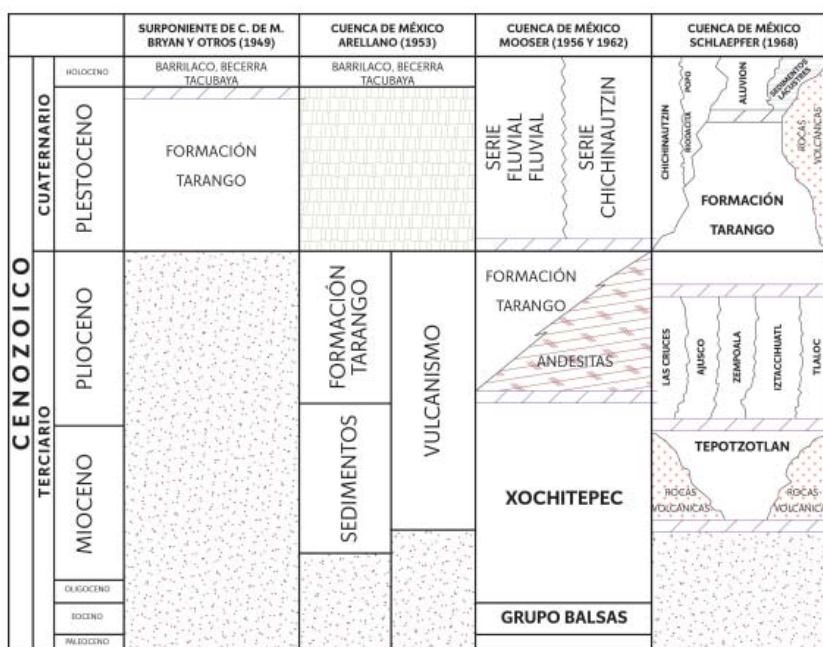 SURPONIENTE DE C. DE M.
BRYAN Y OTROS (1949)
CUENCA DE MÉXICO
ARELLANO (1953)
CUENCA DE MÉXICO
MOOSER (1956 Y 1962)
CUENCA DE MÉXICO
SCHLAEPFER (1968)
CENOZOICO
CUATERNARIO
TERCIARIO
HOLOCENO
PLESTOCENO
PLIOCENO
MIOCENO
OLIGOCENO
EOCENO
PALEOCENO
BARRILACO, BECERRA
TACUBAYA
FORMACIÓN
TARANGO
BARRILACO, BECERRA
TACUBAYA
FORMACIÓN
TARANGO
SEDIMENTOS
VULCANISMO
SERIE
FLUVIAL
FLUVIAL
SERIE
CHICHINAUTZIN
FORMACIÓN
TARANGO
ANDESITAS
XOCHITEPEC
GRUPO BALSAS
CHICHINAUTZIN
RIODACITA
POPO
ALUVION
SEDIMENTOS
LACUSTRES
ROCAS
VOLCÁNICAS
FORMACIÓN
TARANGO
LAS CRUCES
AJUSCO
ZEMPOALA
IZTACCIHUATL
TLALOC
TEPOTZOTLAN
ROCAS
VOLCÁNICAS
ROCAS
VOLCÁNICAS